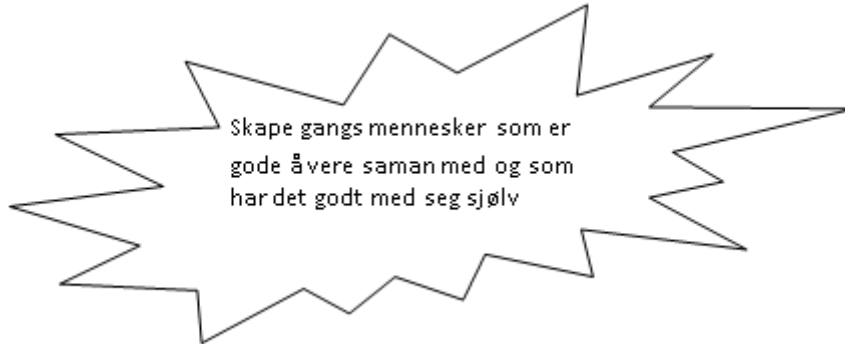 Skape gangs mennesker som er
gode å vere saman med og som
har det godt med seg sjølv